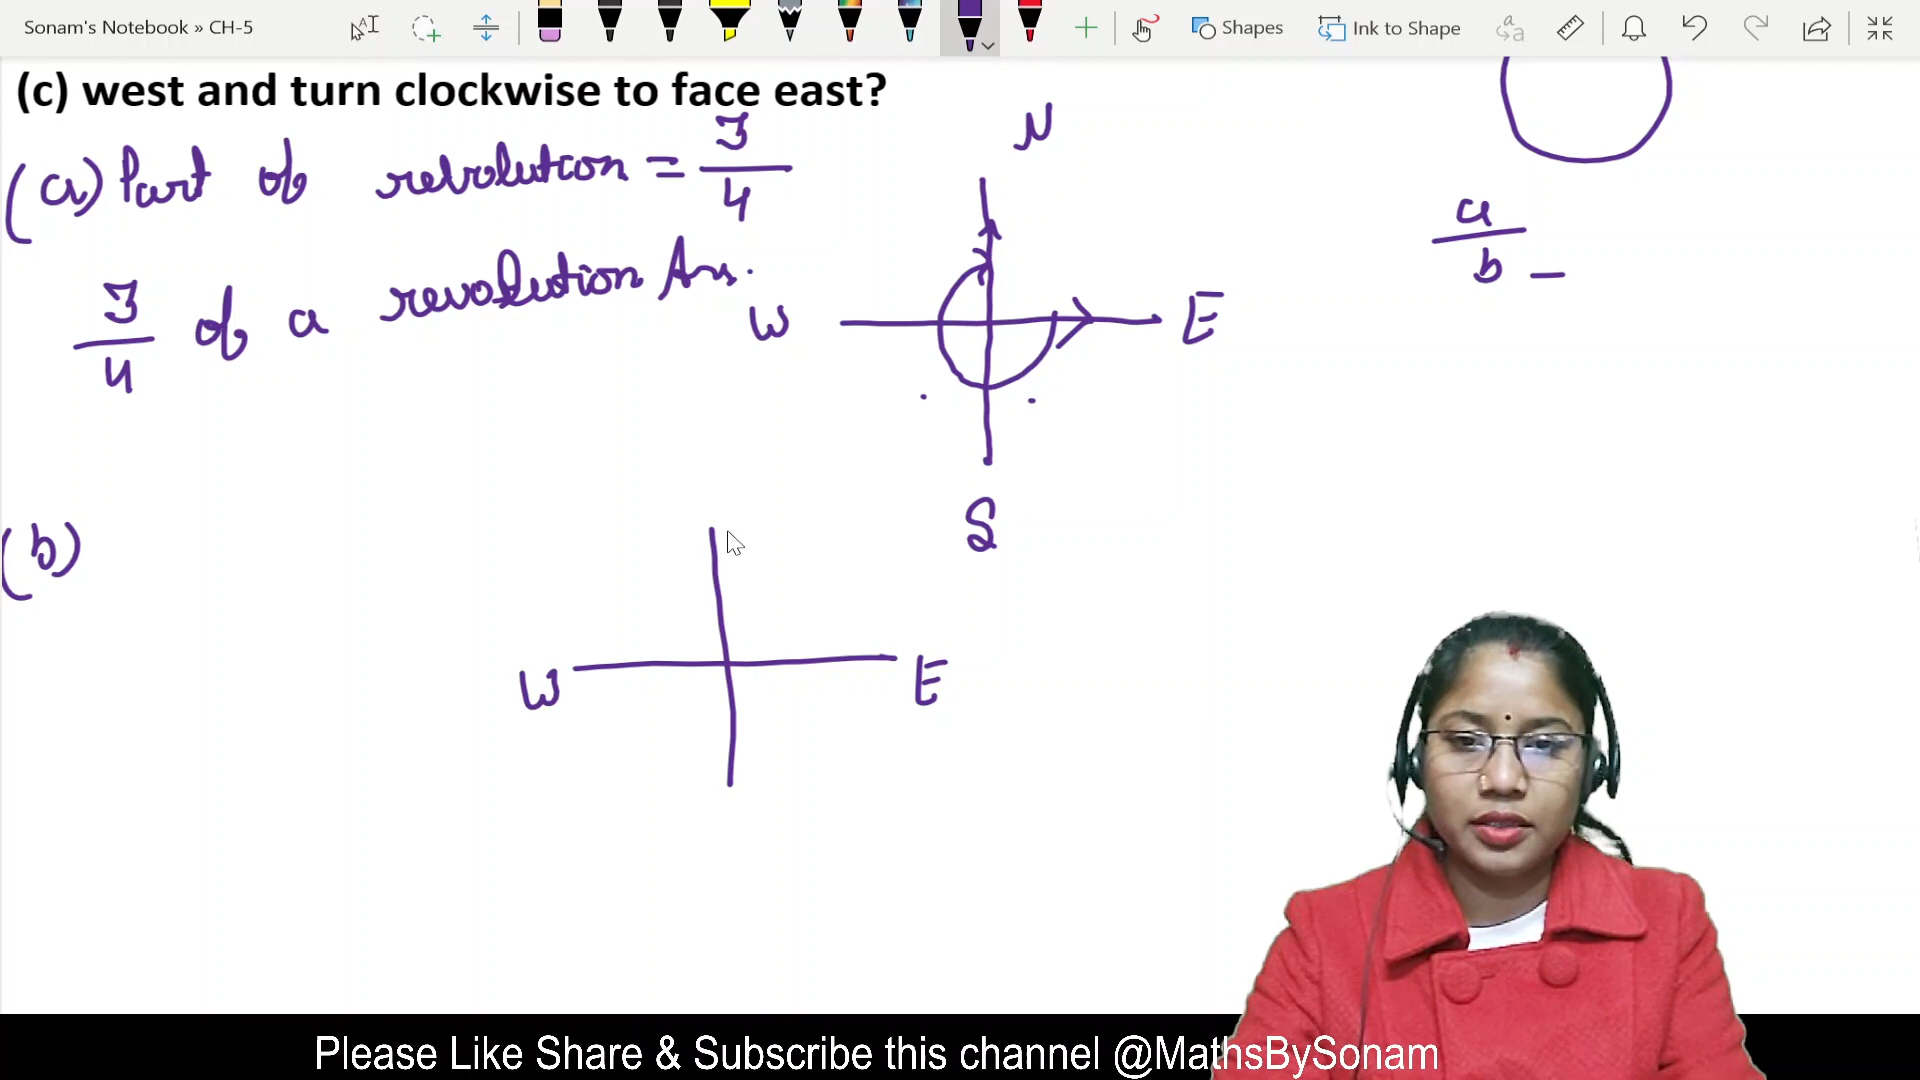 Sonam's Notebook » CH-5
Shapes
Ink to Shape
(c) west and turn clockwise to face east?
(a) Part of revolution = 3/4
3/4 of a revolution Ans.
N
W E
S
a/b –
(b)
W E
Please Like Share & Subscribe this channel @MathsBySonam